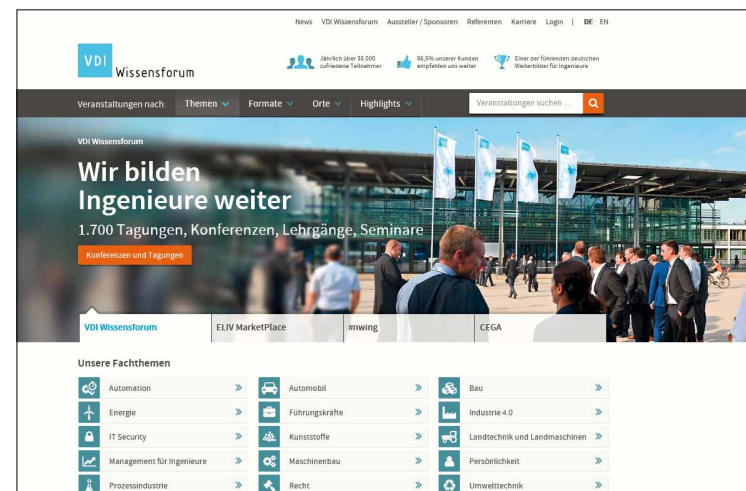 News VDI Wissensforum Aussteller / Sponsoren Referenten Karriere Login | DE EN
VDI
Wissensforum
Jährlich über 35.000
zufriedene Teilnehmer
96,5% unserer Kunden
empfehlen uns weiter
Einer der führenden deutschen
Weiterbilder für Ingenieure
Veranstaltungen nach: Themen Formate Orte Highlights Veranstaltungen suchen ...
VDI Wissensforum
Wir bilden
Ingenieure weiter
1.700 Tagungen, Konferenzen, Lehrgänge, Seminare
Konferenzen und Tagungen
VDI Wissensforum ELIV MarketPlace #nwing CEGA
Unsere Fachthemen
Automation Automobil Bau
Energie Führungskräfte Industrie 4.0
IT Security Kunststoffe Landtechnik und Landmaschinen
Management für Ingenieure Maschinenbau Persönlichkeit
Prozessindustrie Recht Umwelttechnik